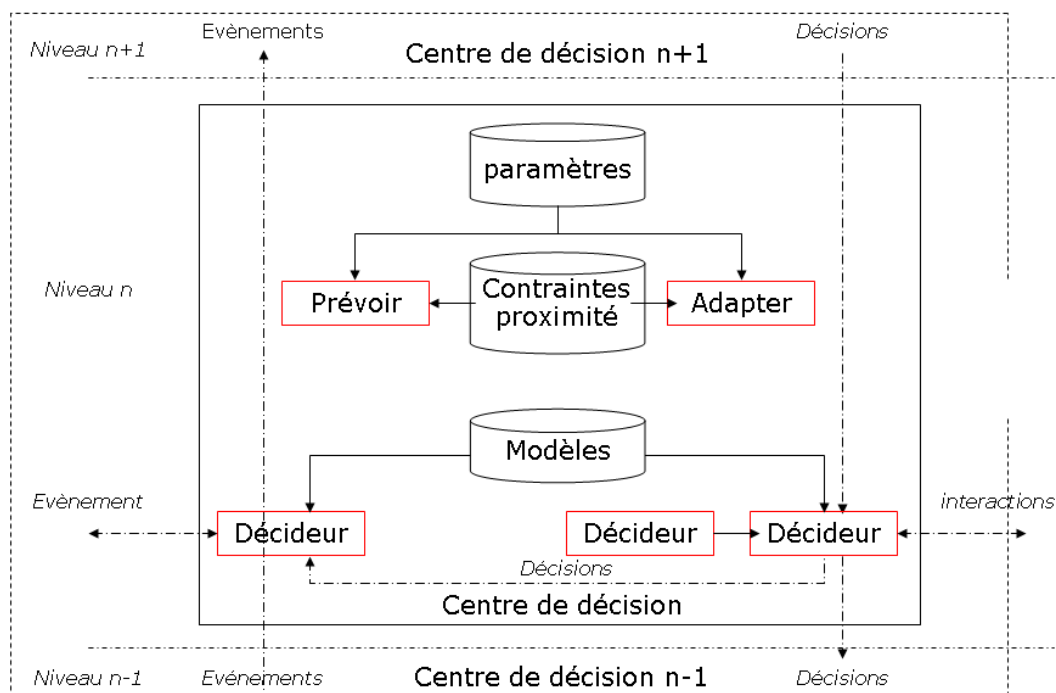 Evènements
Décisions
Niveau n+1
Centre de décision n+1
paramètres
Niveau n
Prévoir
Contraintes
proximité
Adapter
Modèles
Evènement
interactions
Décideur
Décideur
Décideur
Décisions
Centre de décision
Niveau n-1
Evénements
Centre de décision n-1
Décisions